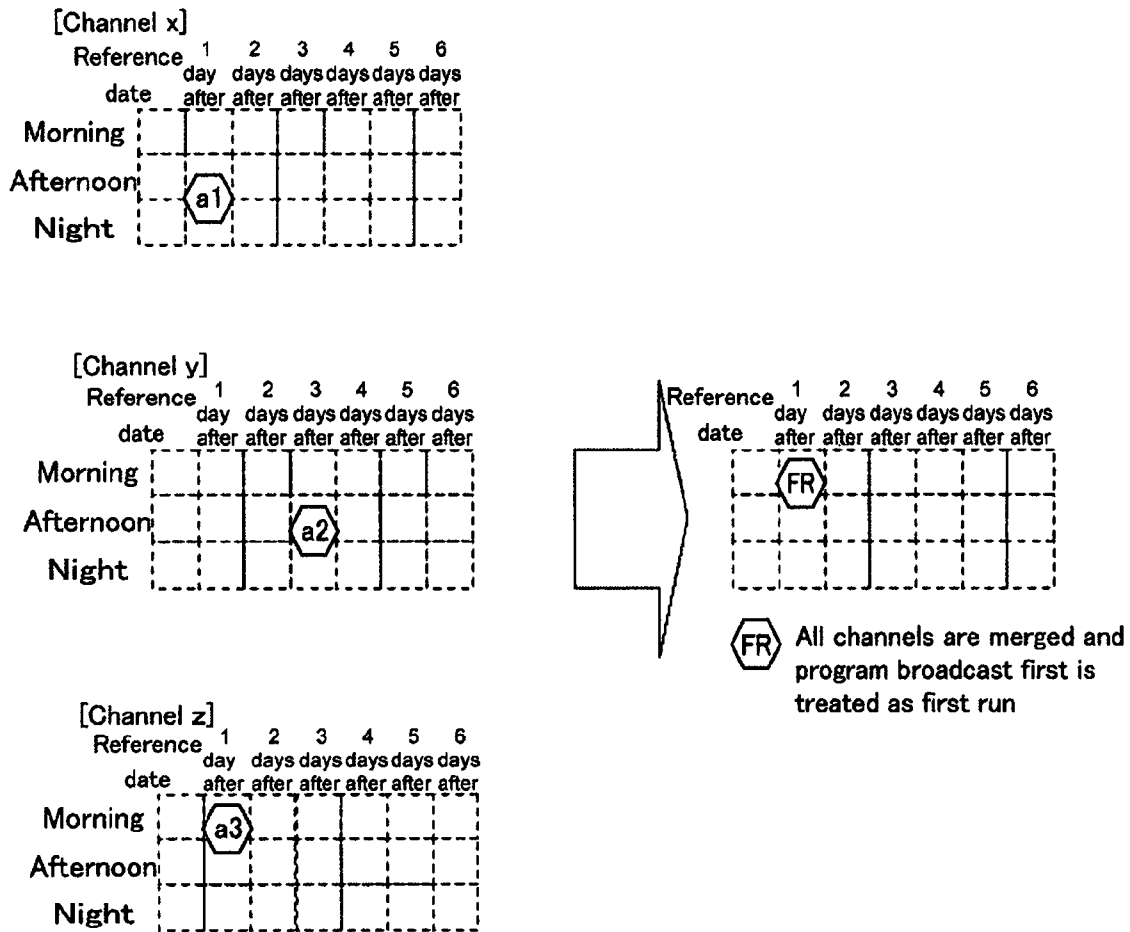 [Channel x]
Reference 1 2 3 4 5 6
day days days days days days
date after after after after after after
Morning
Afternoon
a1
Night
[Channel y]
Reference 1 2 3 4 5 6
day days days days days days
date after after after after after after
Morning
Afternoon
a2
Night
Reference 1 2 3 4 5 6
day days days days days days
date after after after after after after
FR
FR All channels are merged and
program broadcast first is
treated as first run
[Channel z]
Reference 1 2 3 4 5 6
day days days days days days
date after after after after after after
Morning
a3
Afternoon
Night